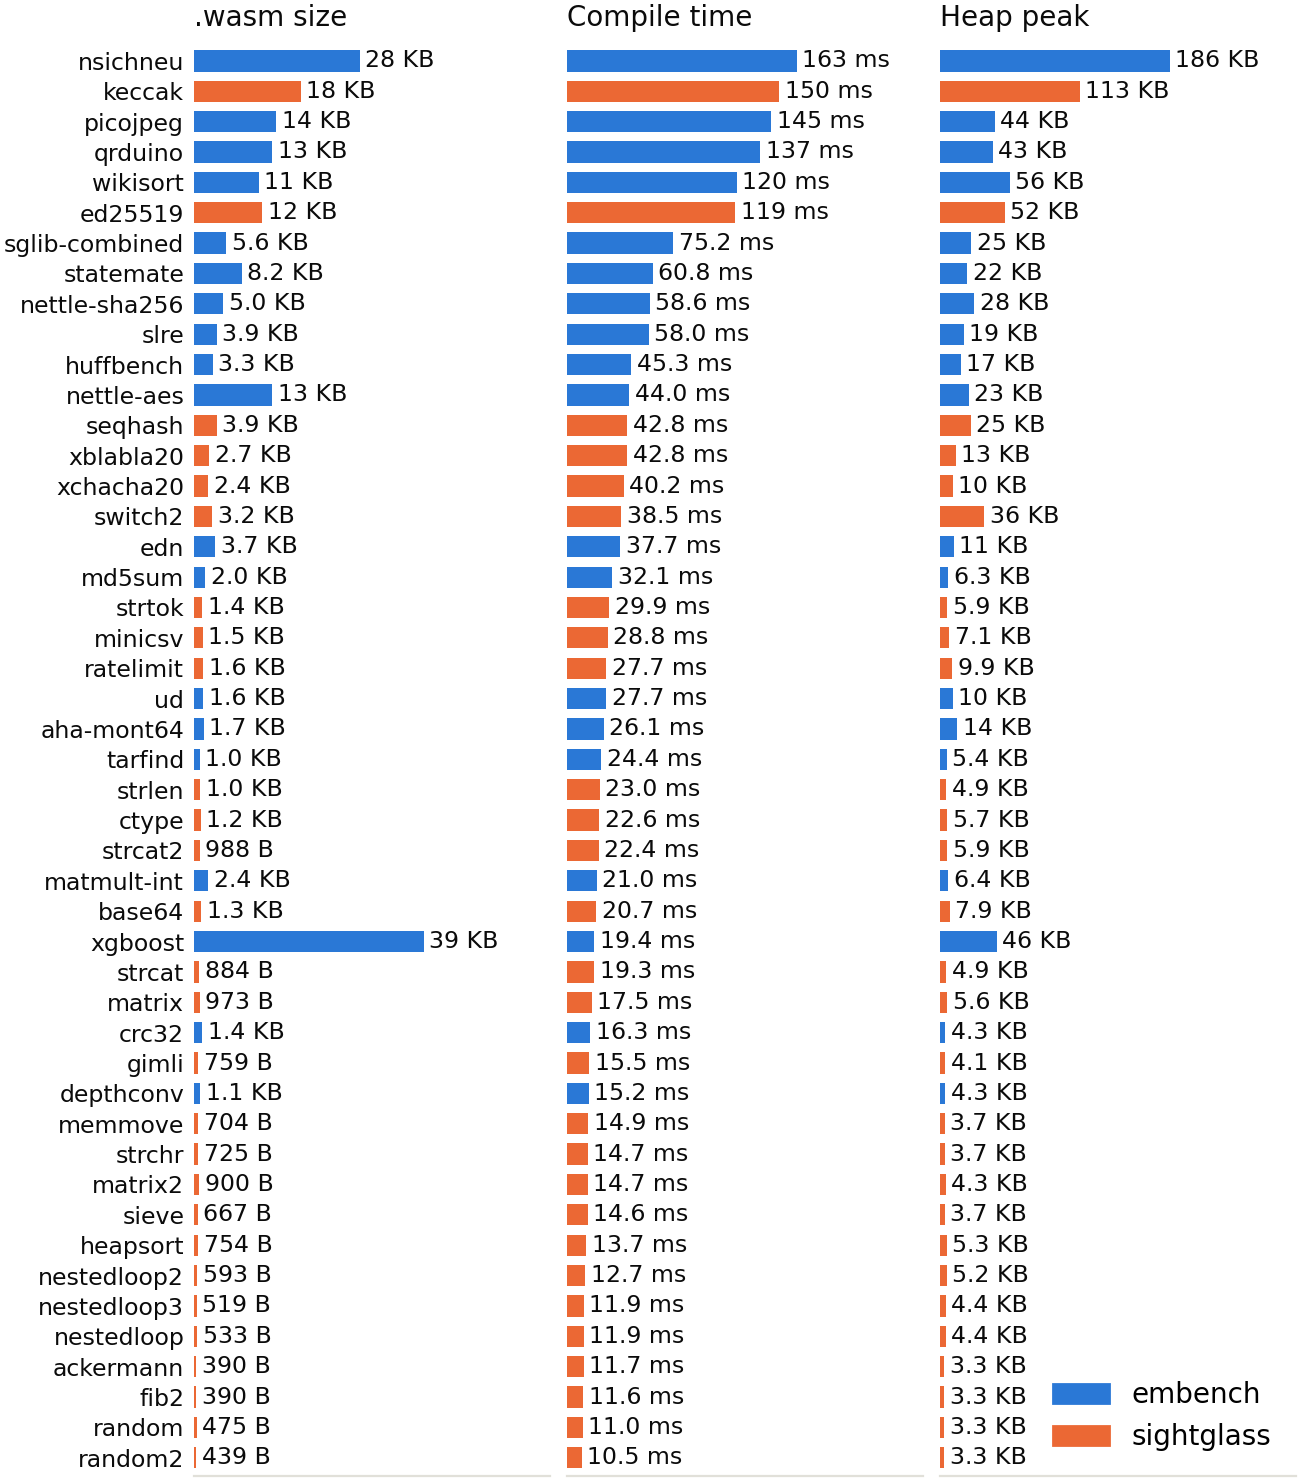 .wasm size Compile time Heap peak
nsichneu 28 KB 163 ms 186 KB
keccak 18 KB 150 ms 113 KB
picojpeg 14 KB 145 ms 44 KB
qrduino 13 KB 137 ms 43 KB
wikisort 11 KB 120 ms 56 KB
ed25519 12 KB 119 ms 52 KB
sglib-combined 5.6 KB 75.2 ms 25 KB
statemate 8.2 KB 60.8 ms 22 KB
nettle-sha256 5.0 KB 58.6 ms 28 KB
slre 3.9 KB 58.0 ms 19 KB
huffbench 3.3 KB 45.3 ms 17 KB
nettle-aes 13 KB 44.0 ms 23 KB
seqhash 3.9 KB 42.8 ms 25 KB
xblabla20 2.7 KB 42.8 ms 13 KB
xchacha20 2.4 KB 40.2 ms 10 KB
switch2 3.2 KB 38.5 ms 36 KB
edn 3.7 KB 37.7 ms 11 KB
md5sum 2.0 KB 32.1 ms 6.3 KB
strtok 1.4 KB 29.9 ms 5.9 KB
minicsv 1.5 KB 28.8 ms 7.1 KB
ratelimit 1.6 KB 27.7 ms 9.9 KB
ud 1.6 KB 27.7 ms 10 KB
aha-mont64 1.7 KB 26.1 ms 14 KB
tarfind 1.0 KB 24.4 ms 5.4 KB
strlen 1.0 KB 23.0 ms 4.9 KB
ctype 1.2 KB 22.6 ms 5.7 KB
strcat2 988 B 22.4 ms 5.9 KB
matmult-int 2.4 KB 21.0 ms 6.4 KB
base64 1.3 KB 20.7 ms 7.9 KB
xgboost 39 KB 19.4 ms 46 KB
strcat 884 B 19.3 ms 4.9 KB
matrix 973 B 17.5 ms 5.6 KB
crc32 1.4 KB 16.3 ms 4.3 KB
gimli 759 B 15.5 ms 4.1 KB
depthconv 1.1 KB 15.2 ms 4.3 KB
memmove 704 B 14.9 ms 3.7 KB
strchr 725 B 14.7 ms 3.7 KB
matrix2 900 B 14.7 ms 4.3 KB
sieve 667 B 14.6 ms 3.7 KB
heapsort 754 B 13.7 ms 5.3 KB
nestedloop2 593 B 12.7 ms 5.2 KB
nestedloop3 519 B 11.9 ms 4.4 KB
nestedloop 533 B 11.9 ms 4.4 KB
ackermann 390 B 11.7 ms 3.3 KB
fib2 390 B 11.6 ms 3.3 KB
random 475 B 11.0 ms 3.3 KB
random2 439 B 10.5 ms 3.3 KB
embench
sightglass